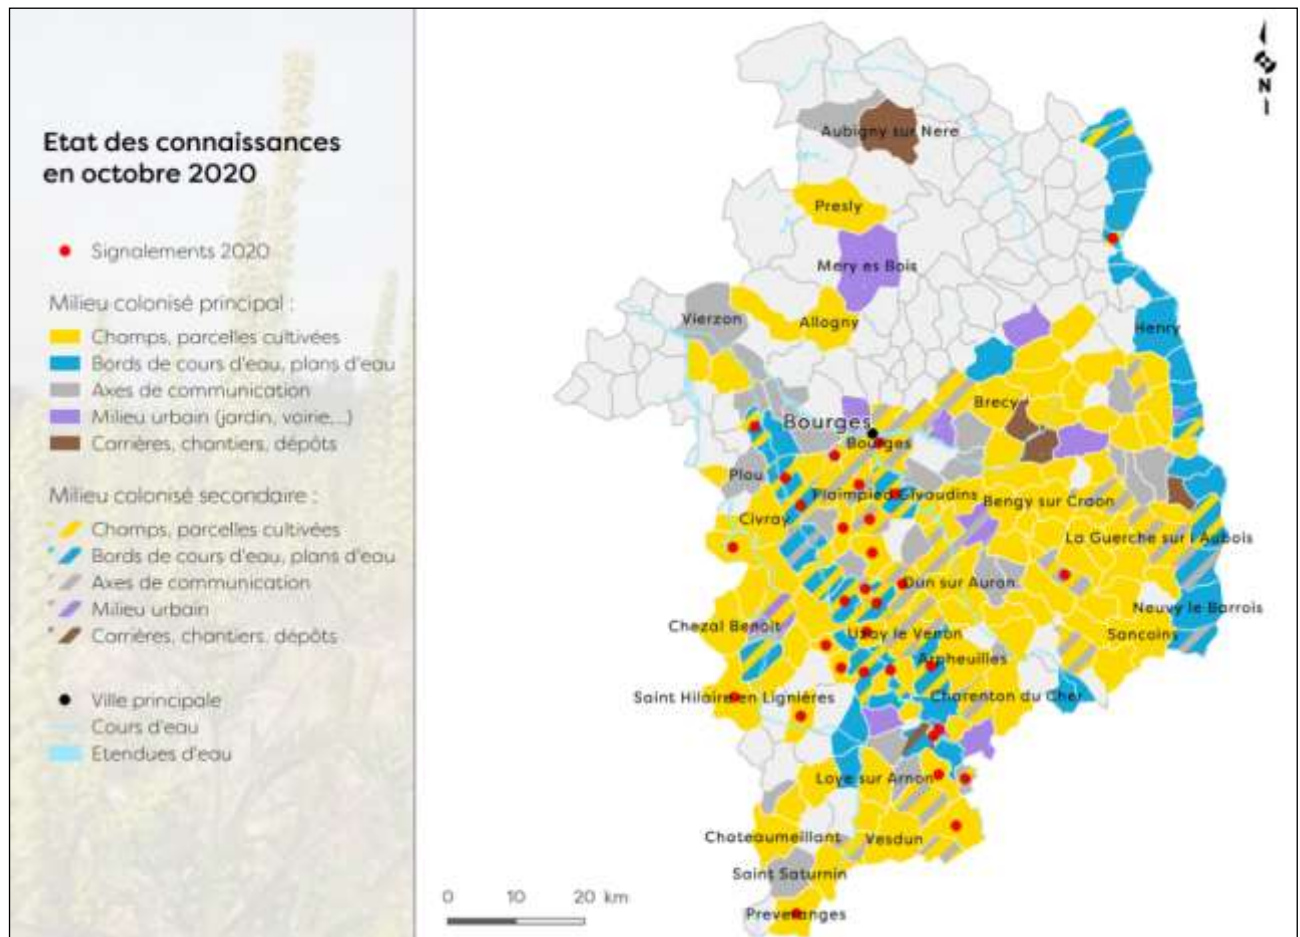 Etat des connaissances
en octobre 2020
Signalements 2020
Milieu colonisé principal :
Champs, parcelles cultivées
Bords de cours d'eau, plans d'eau
Axes de communication
Milieu urbain (jardin, voirie,...)
Carrières, chantiers, dépôts
Milieu colonisé secondaire :
Champs, parcelles cultivées
Bords de cours d'eau, plans d'eau
Axes de communication
Milieu urbain
Carrières, chantiers, dépôts
Ville principale
Cours d'eau
Etendues d'eau
N
Aubigny sur Nere
Presly
Mery es Bois
Vierzon
Allogny
Henry
Brecy
Bourges
Bourges
Plou
Plaimpied Givaudins
Bengy sur Craon
Civray
La Guerche sur l Aubois
Dun sur Auron
Neuvy le Barrois
Chezal Benoit
Uzay le Venon
Sancoins
Arpheuilles
Saint Hilaire en Lignières
Charenton du Cher
Loye sur Arnon
Chateaumeillant
Vesdun
Saint Saturnin
Preveranges
0 10 20 km